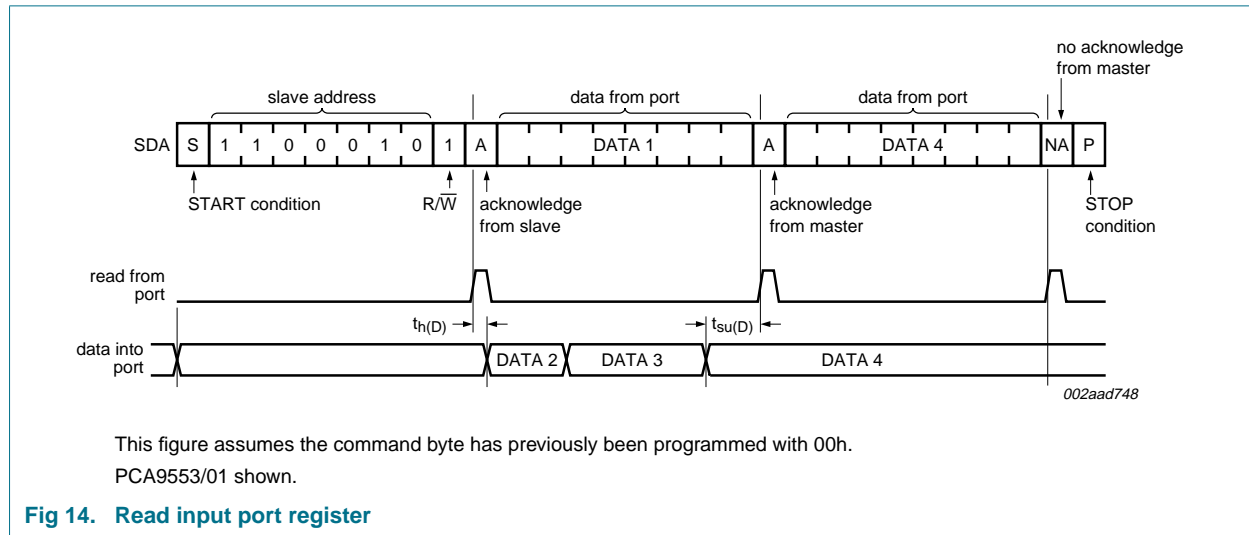 no acknowledge
from master
slave address
data from port
data from port
SDA S 1 1 0 0 0 1 0 1 A DATA 1 A DATA 4 NA P
START condition
R/W̅
acknowledge
from slave
acknowledge
from master
STOP
condition
read from
port
th(D)
tsu(D)
data into
port
DATA 2 DATA 3 DATA 4
002aad748
This figure assumes the command byte has previously been programmed with 00h.
PCA9553/01 shown.
Fig 14. Read input port register